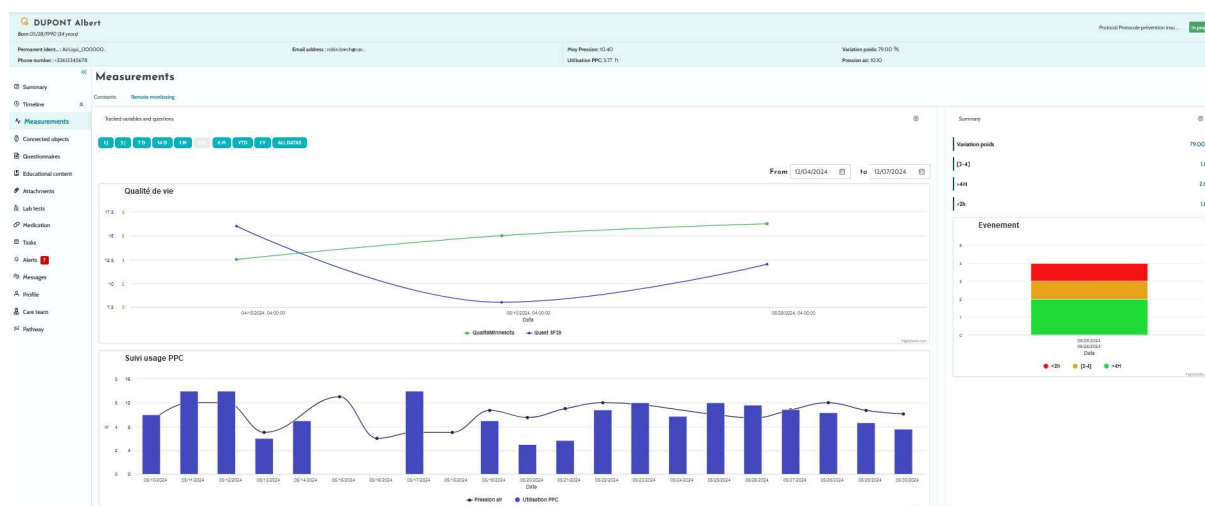 DUPONT Albert
Born 05/28/1990 (34 years)
Protocol Protocole prévention insu ...
Permanent ident... : AirLiqui_000000...
Email address :
Moy Pression: 10.40
Variation poids: 79.00 %
Phone number : +33612345678
Utilisation PPC: 3.77 h
Pression air: 10.10
Measurements
Summary
Timeline
Measurements
Connected objects
Questionnaires
Educational content
Attachments
Lab tests
Medication
Tasks
Alerts 7
Messages
Profile
Care team
Pathway
Constants Remote monitoring
Tracked variables and questions
1 J 3 J 7 D 14 D 1 M 6 M YTD 1 Y ALL DATAS
From 12/04/2024 to 12/07/2024
Qualité de vie
17.5 8
15 6
12.5 4
10 2
7.5 0
04/10/2024, 04:00:00 05/10/2024, 04:00:00 05/29/2024, 04:00:00
Date
QualitéMinnesota Quest SF36
Suivi usage PPC
8 16
6 12
4 8
2 4
0 0
05/10/2024 05/11/2024 05/12/2024 05/13/2024 05/14/2024 05/15/2024 05/16/2024 05/17/2024 05/18/2024 05/19/2024 05/20/2024 05/21/2024 05/22/2024 05/23/2024 05/24/2024 05/25/2024 05/26/2024 05/27/2024 05/28/2024 05/29/2024 05/30/2024
Date
Pression air Utilisation PPC
Summary
Variation poids 79.00
[2-4]
>4H
<2h
Evenement
5
4
3
2
1
0
Date
<2h [2-4] >4H